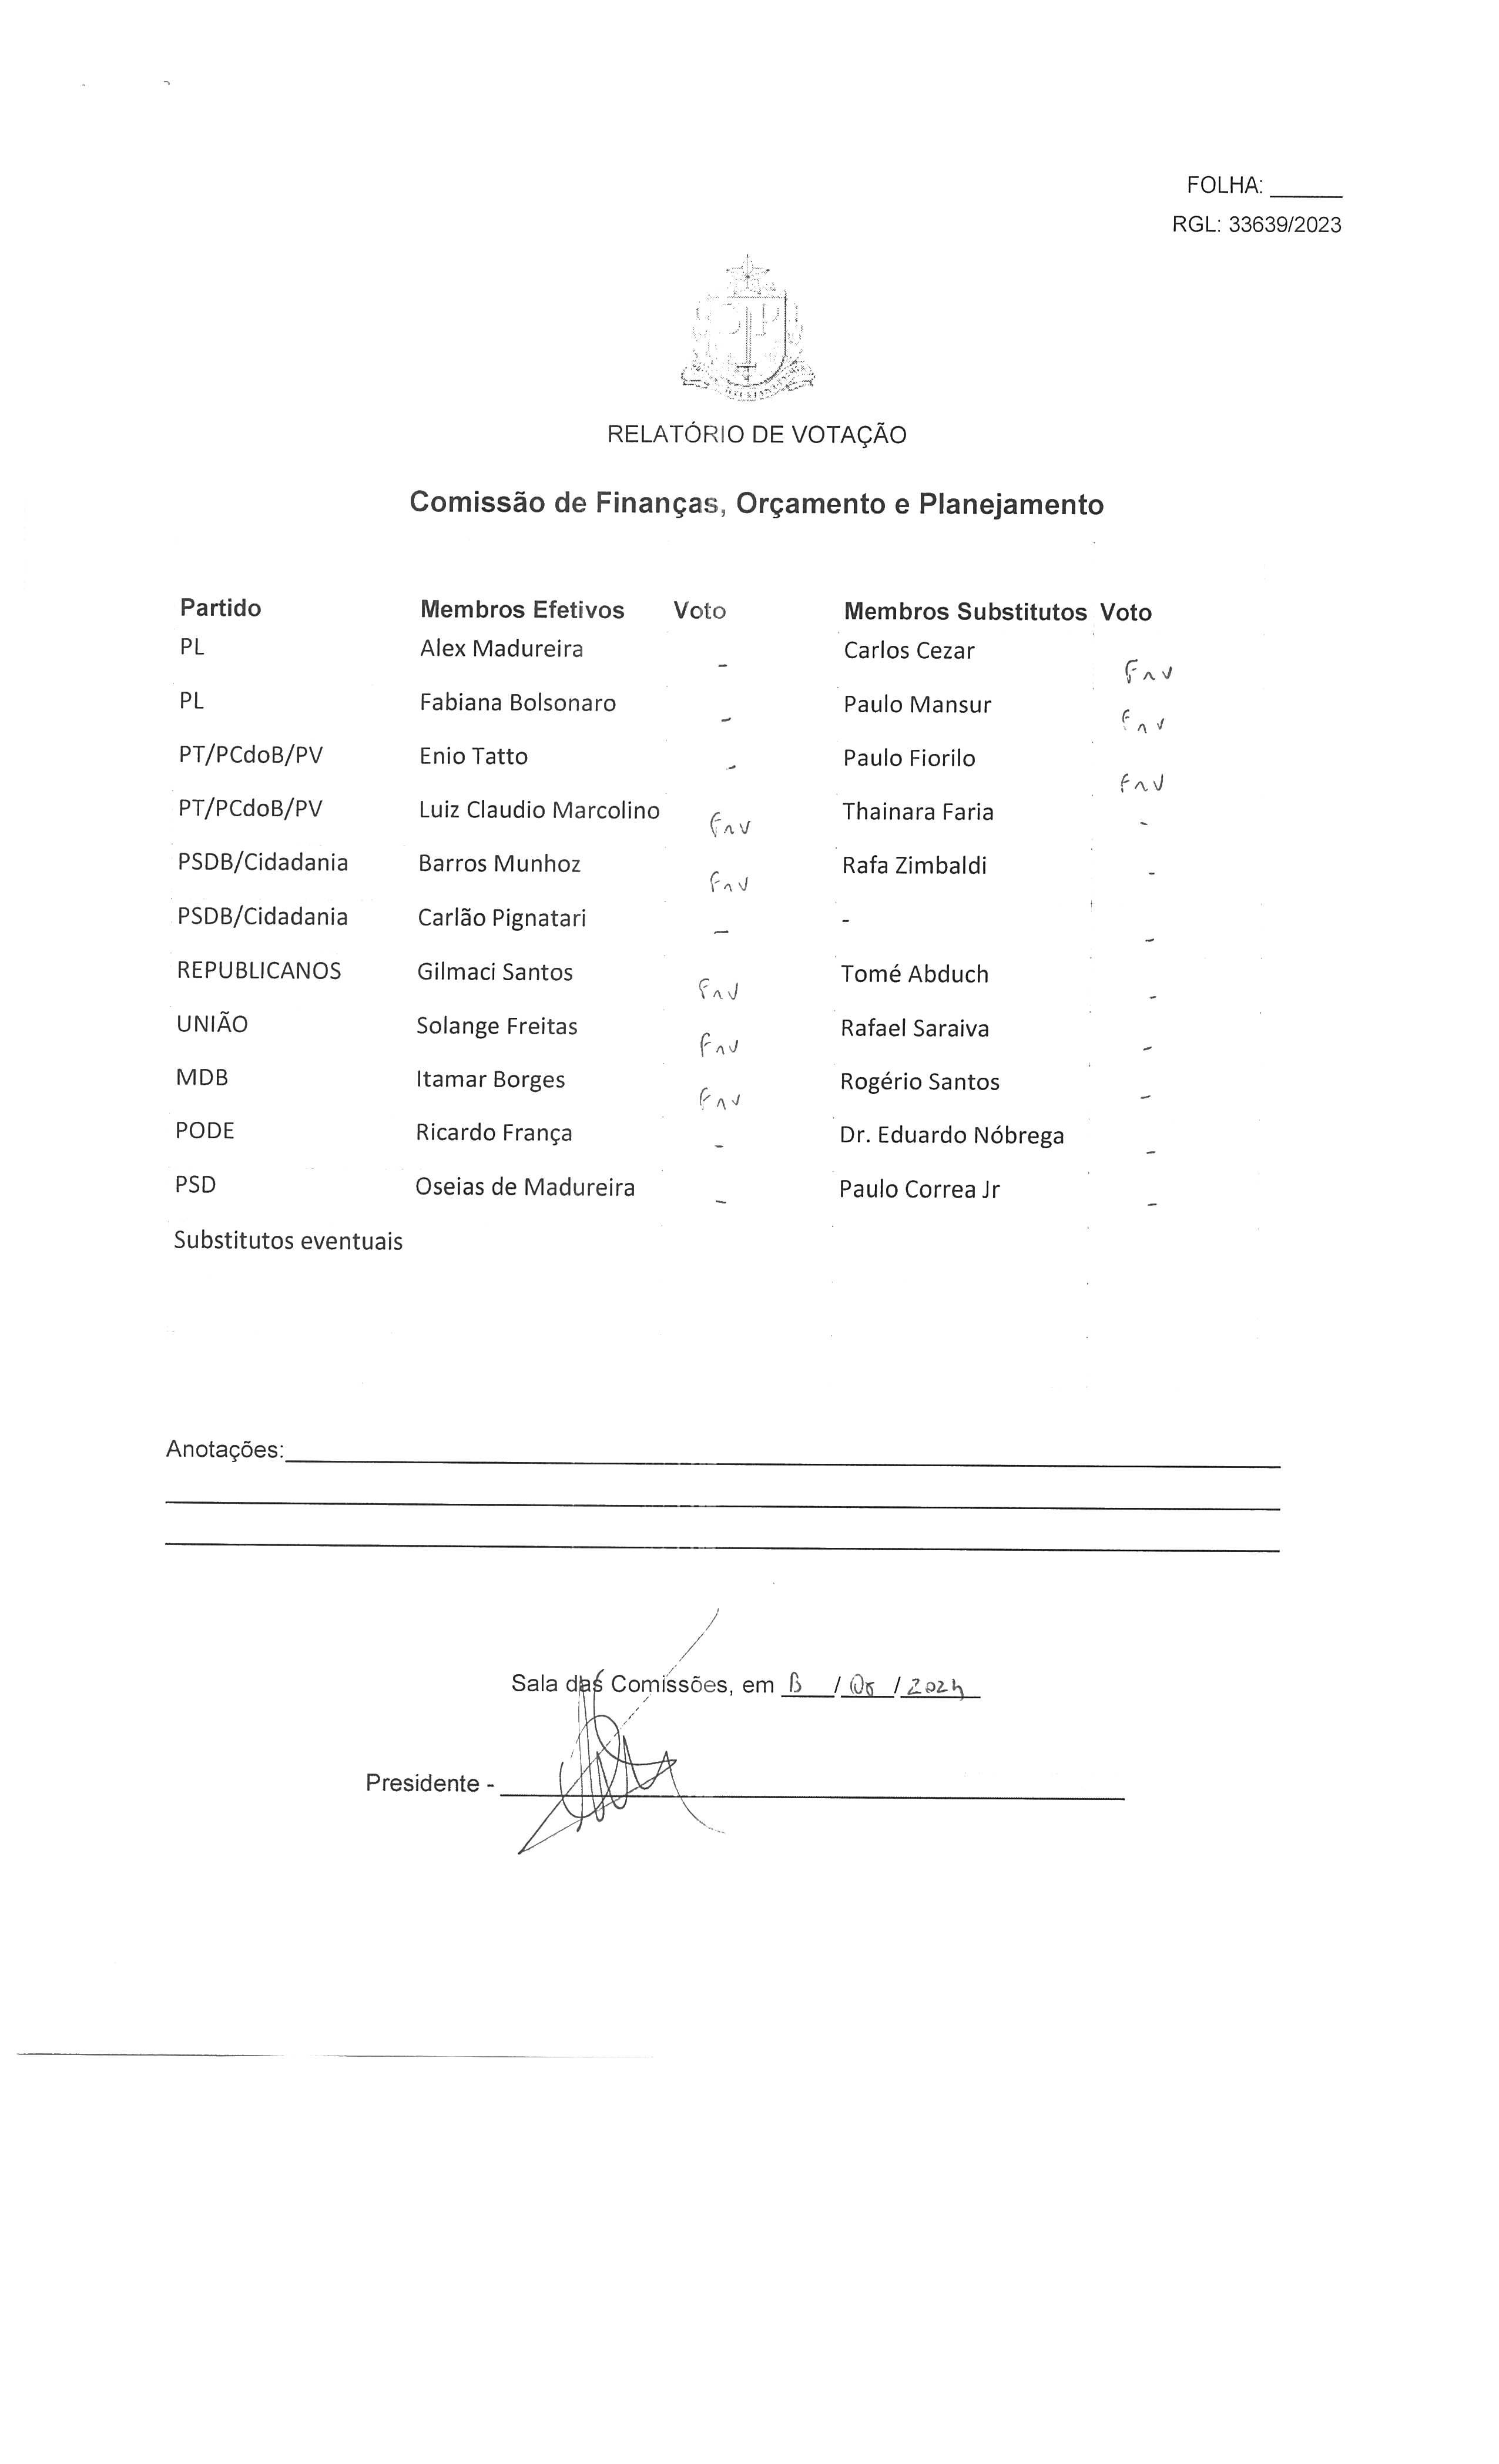 FOLHA: ______
RGL: 33639/2023
RELATÓRIO DE VOTAÇÃO
Comissão de Finanças, Orçamento e Planejamento
Partido Membros Efetivos Voto Membros Substitutos Voto
PL Alex Madureira - Carlos Cezar Fav
PL Fabiana Bolsonaro - Paulo Mansur Fav
PT/PCdoB/PV Enio Tatto - Paulo Fiorilo Fav
PT/PCdoB/PV Luiz Claudio Marcolino Fav Thainara Faria -
PSDB/Cidadania Barros Munhoz Fav Rafa Zimbaldi -
PSDB/Cidadania Carlão Pignatari - - -
REPUBLICANOS Gilmaci Santos Fav Tomé Abduch -
UNIÃO Solange Freitas Fav Rafael Saraiva -
MDB Itamar Borges Fav Rogério Santos -
PODE Ricardo França - Dr. Eduardo Nóbrega -
PSD Oseias de Madureira - Paulo Correa Jr -
Substitutos eventuais
Anotações:
Sala das Comissões, em / / 2024
Presidente -